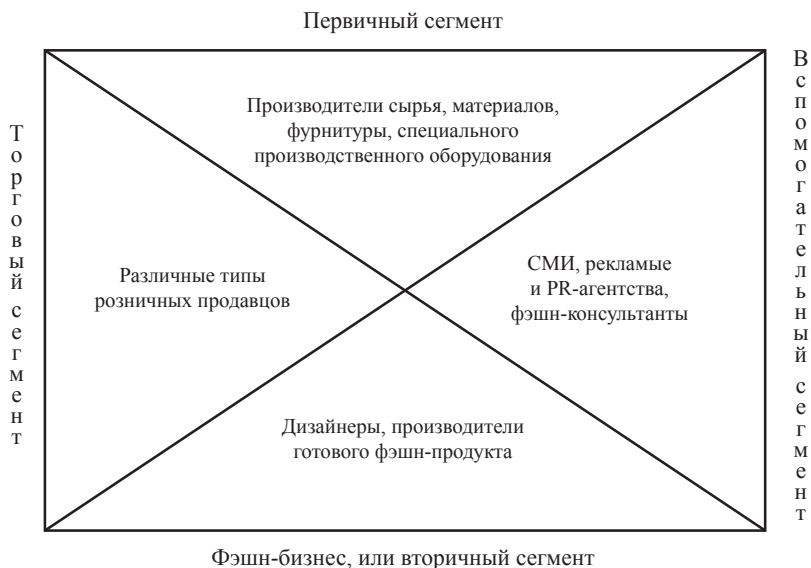 Первичный сегмент
Производители сырья, материалов,
фурнитуры, специального
производственного оборудования
Торговый сегмент
Различные типы
розничных продавцов
СМИ, рекламые
и PR-агентства,
фэшн-консультанты
Вспомогательный сегмент
Дизайнеры, производители
готового фэшн-продукта
Фэшн-бизнес, или вторичный сегмент